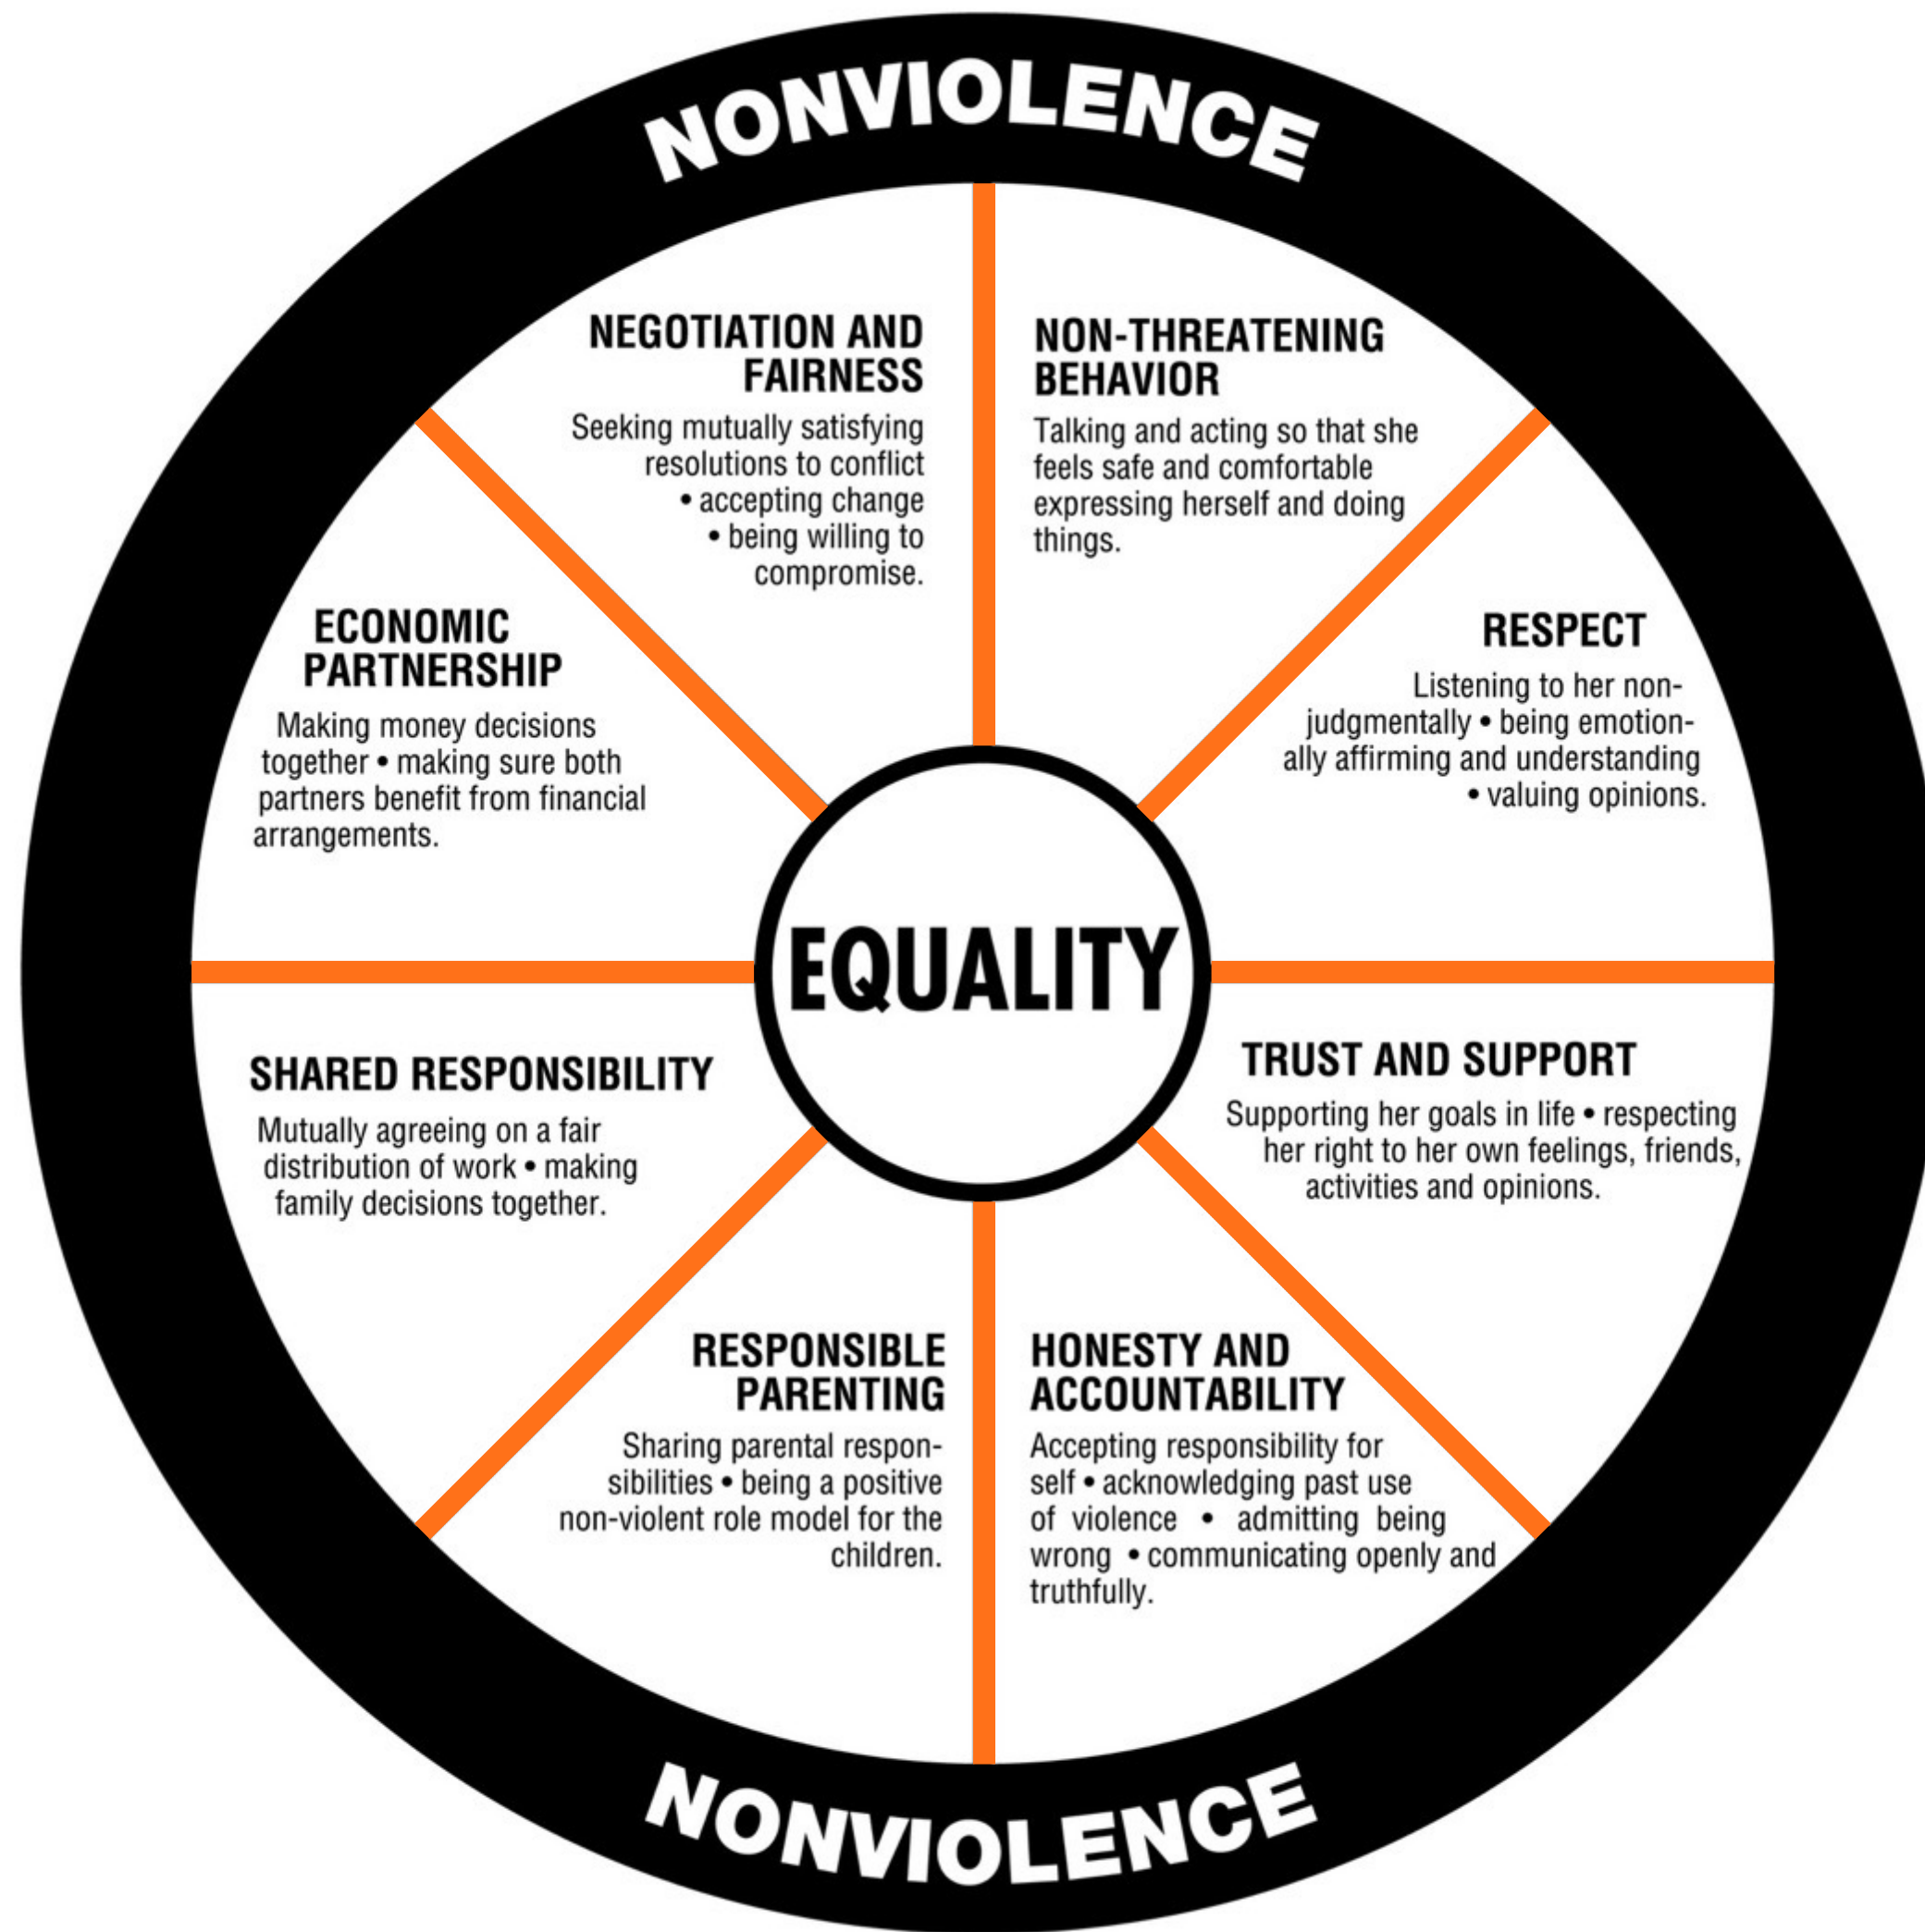 NONVIOLENCE
NEGOTIATION AND
FAIRNESS
Seeking mutually satisfying
resolutions to conflict
• accepting change
• being willing to
compromise.
NON-THREATENING
BEHAVIOR
Talking and acting so that she
feels safe and comfortable
expressing herself and doing
things.
ECONOMIC
PARTNERSHIP
Making money decisions
together • making sure both
partners benefit from financial
arrangements.
RESPECT
Listening to her non-
judgmentally • being emotion-
ally affirming and understanding
• valuing opinions.
EQUALITY
SHARED RESPONSIBILITY
Mutually agreeing on a fair
distribution of work • making
family decisions together.
TRUST AND SUPPORT
Supporting her goals in life • respecting
her right to her own feelings, friends,
activities and opinions.
RESPONSIBLE
PARENTING
Sharing parental respon-
sibilities • being a positive
non-violent role model for the
children.
HONESTY AND
ACCOUNTABILITY
Accepting responsibility for
self • acknowledging past use
of violence • admitting being
wrong • communicating openly and
truthfully.
NONVIOLENCE